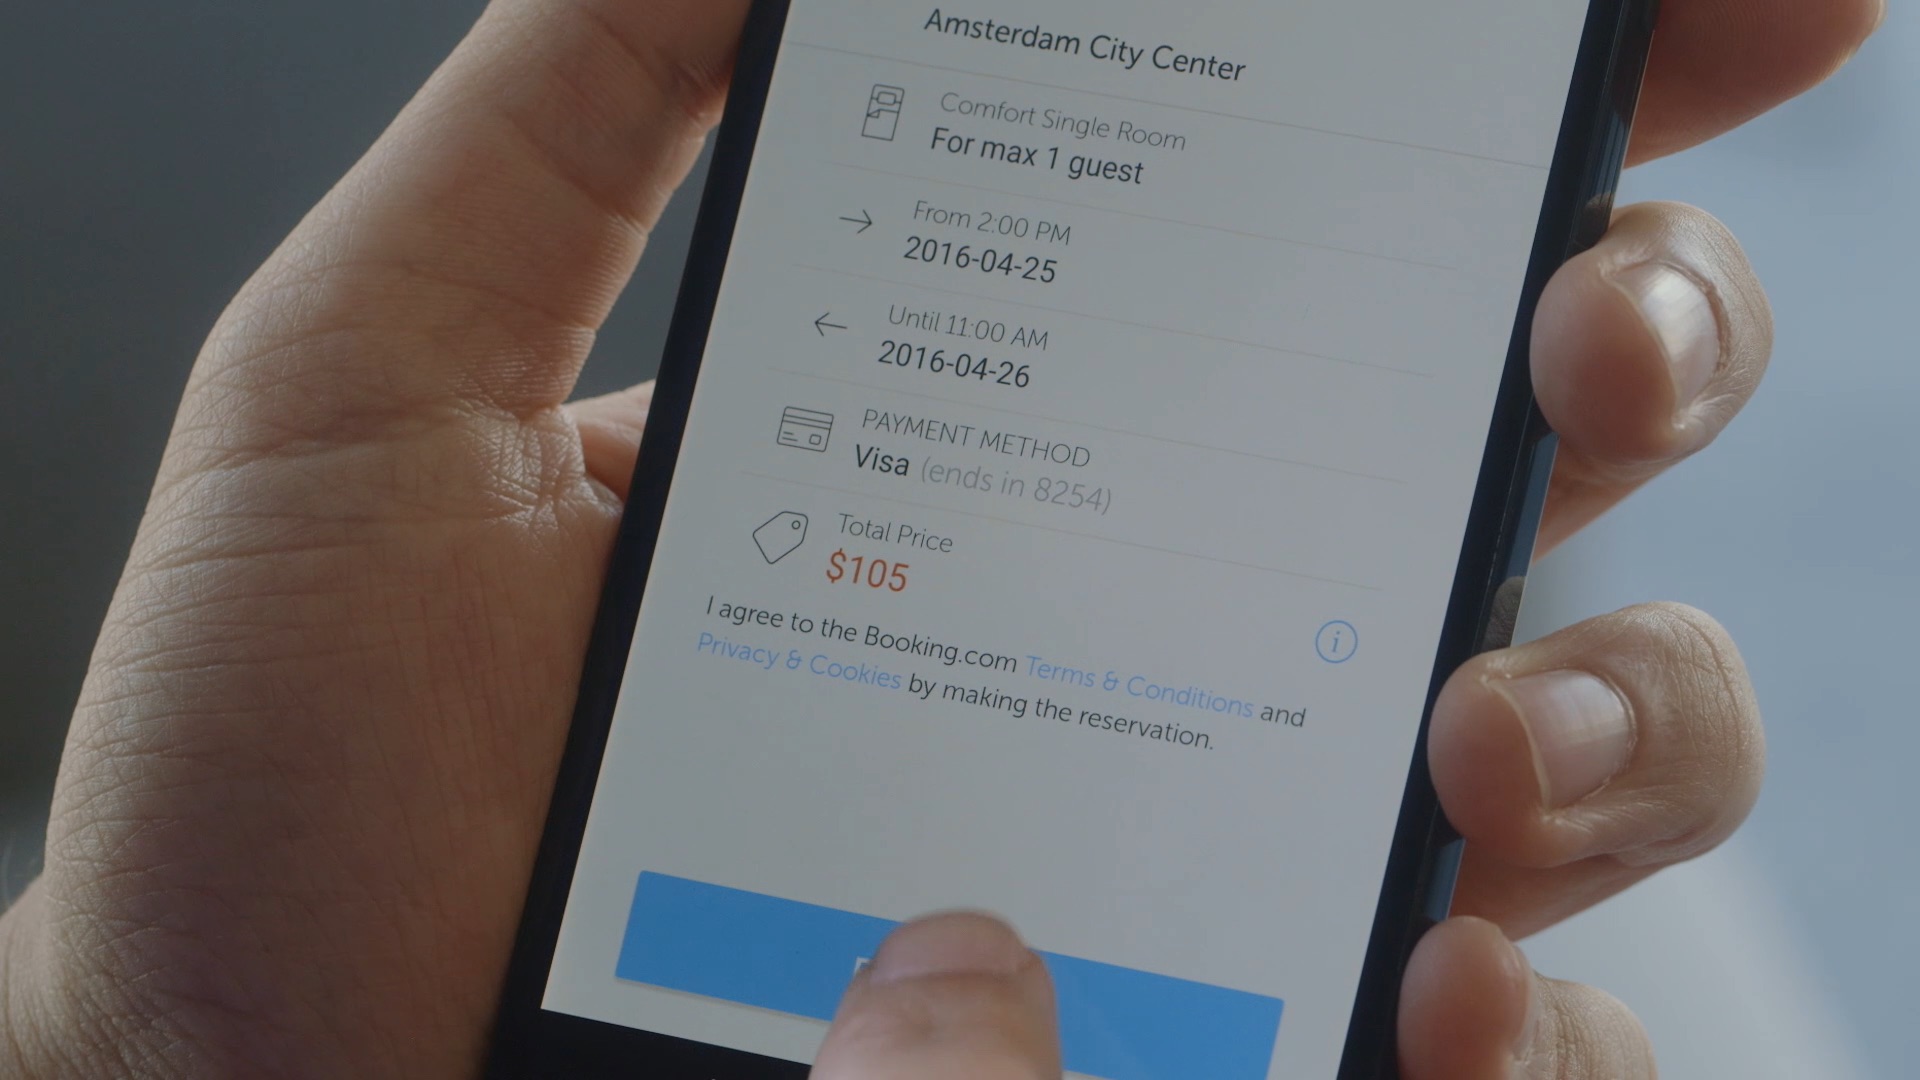 Amsterdam City Center
Comfort Single Room
For max 1 guest
From 2:00 PM
2016-04-25
Until 11:00 AM
2016-04-26
PAYMENT METHOD
Visa (ends in 8254)
Total Price
$105
I agree to the Booking.com Terms & Conditions and
Privacy & Cookies by making the reservation.